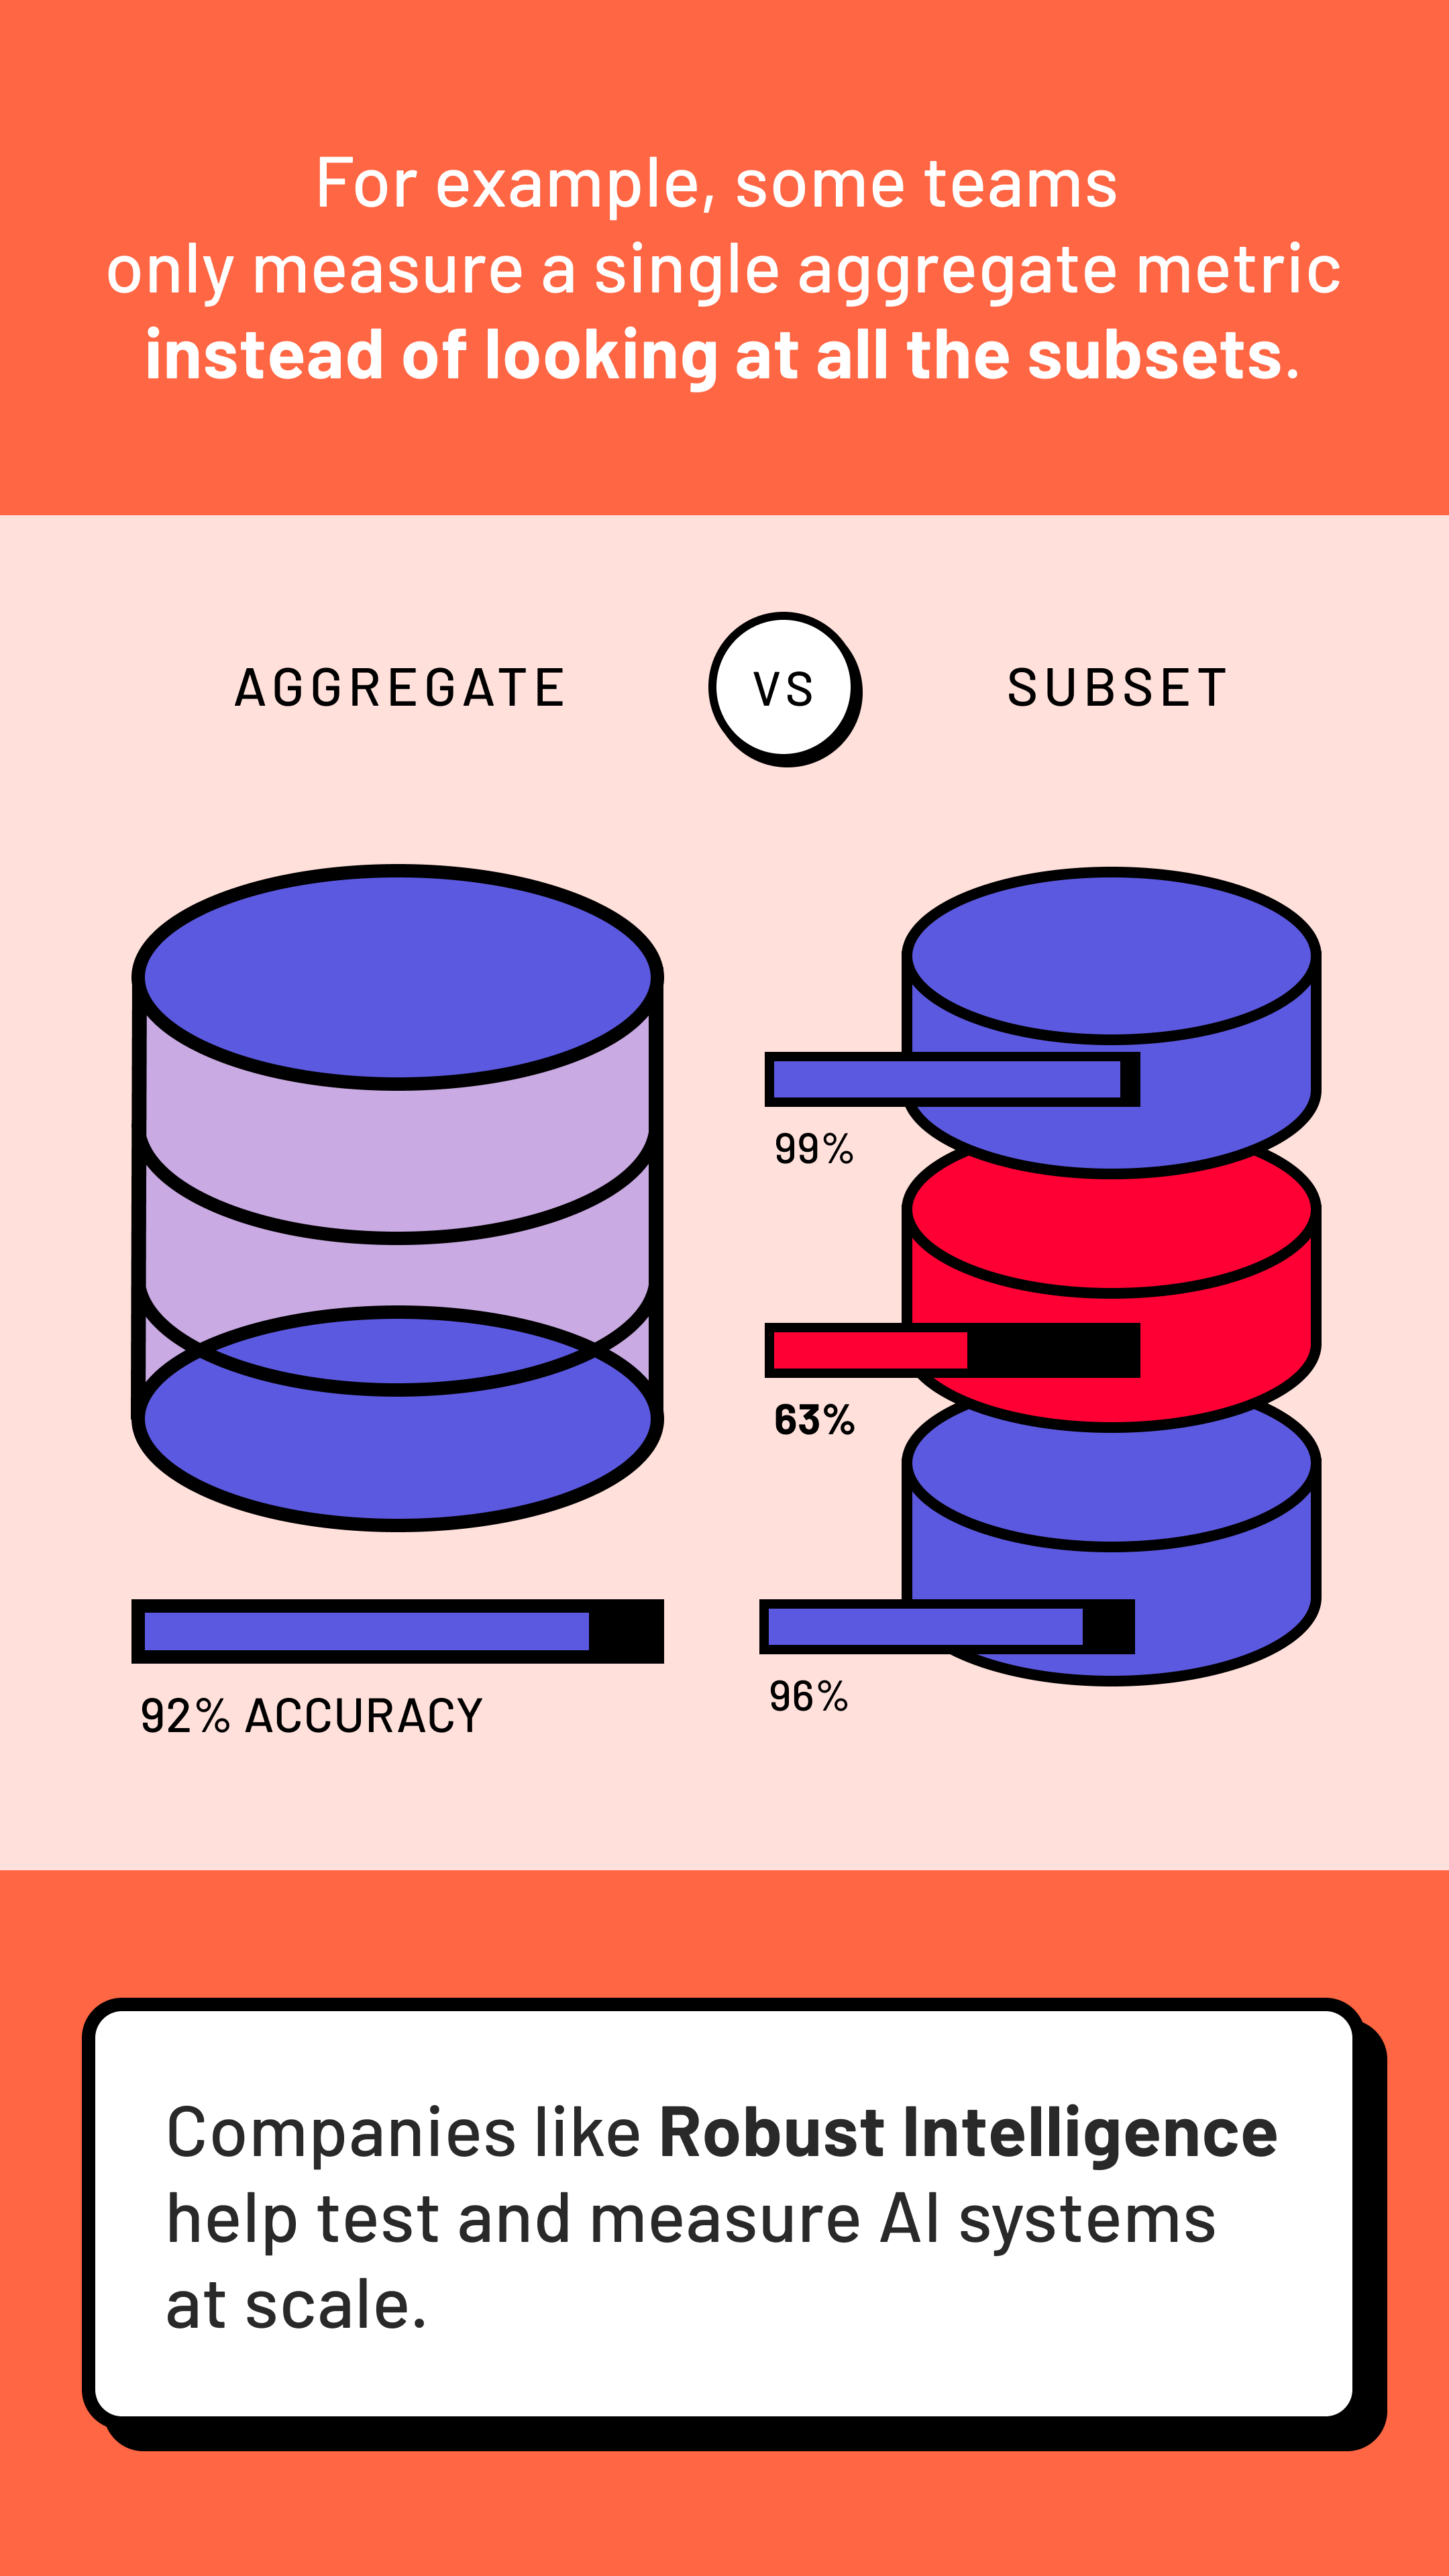 For example, some teams
only measure a single aggregate metric
instead of looking at all the subsets.
AGGREGATE
VS
SUBSET
99%
63%
96%
92% ACCURACY
Companies like Robust Intelligence
help test and measure AI systems
at scale.